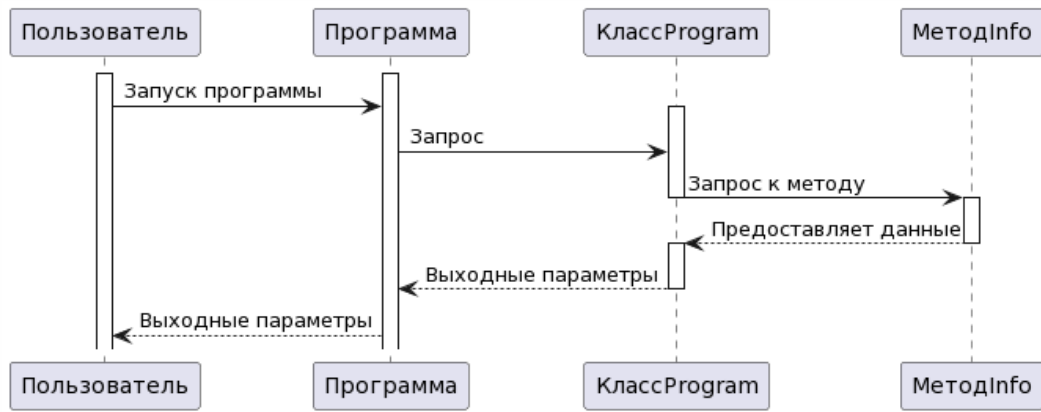 Пользователь
Программа
КлассProgram
МетодInfo
Запуск программы
Запрос
Запрос к методу
Предоставляет данные
Выходные параметры
Выходные параметры
Пользователь
Программа
КлассProgram
МетодInfo